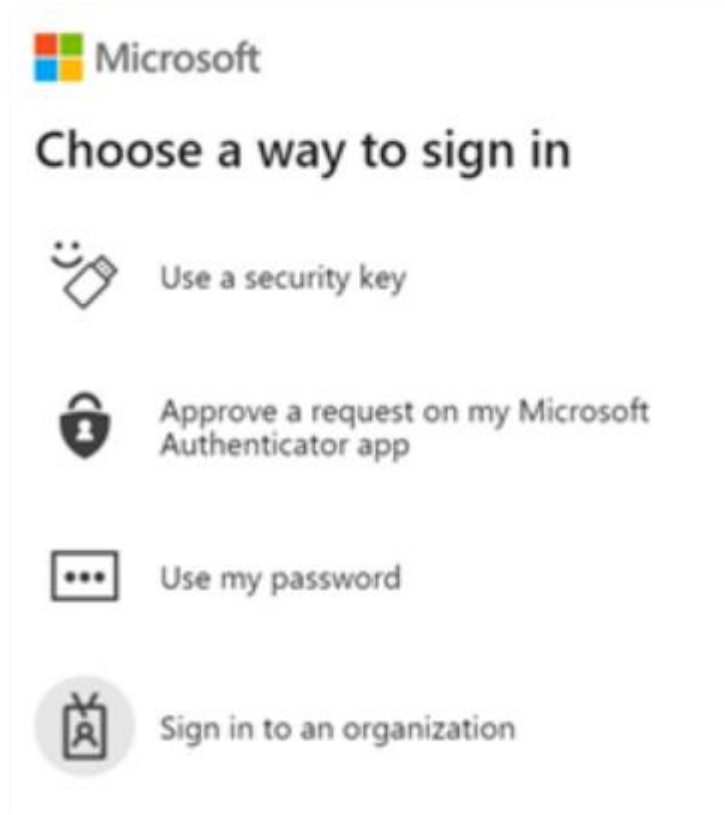 Microsoft
Choose a way to sign in
Use a security key
Approve a request on my Microsoft
Authenticator app
Use my password
Sign in to an organization